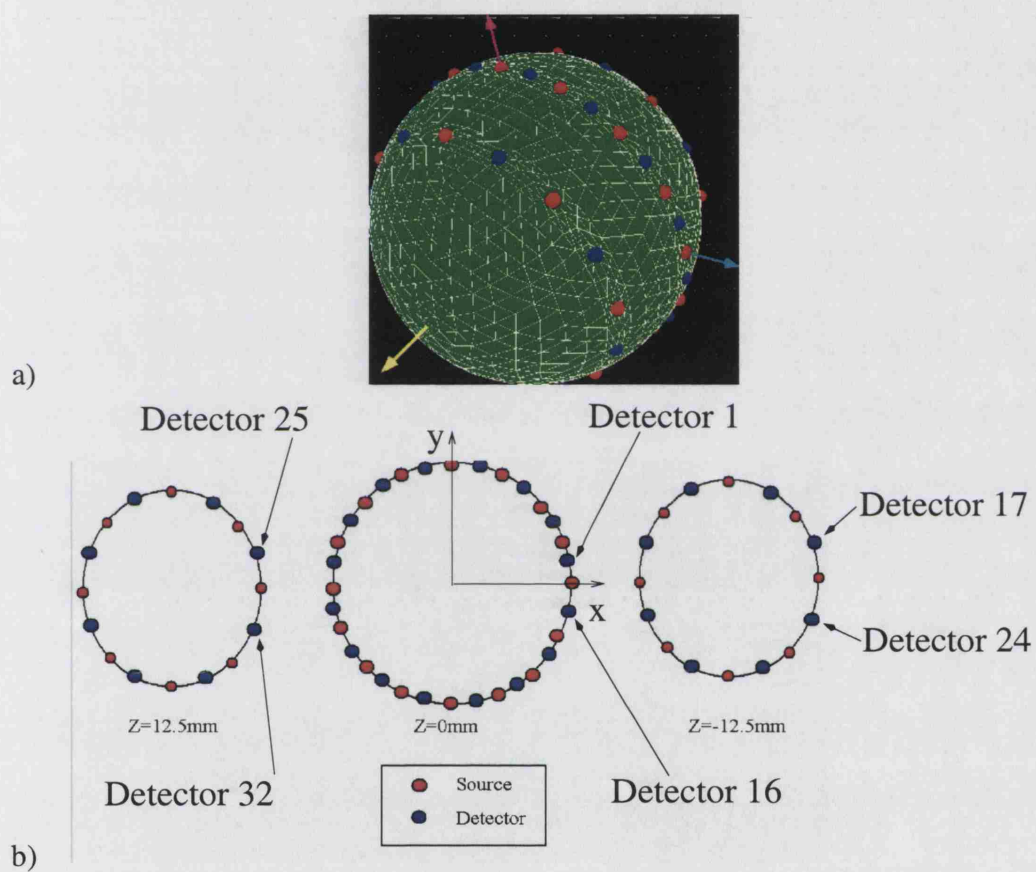 a)
Detector 25
y
Detector 1
Detector 17
x
Detector 24
Z=12.5mm
Z=0mm
Z=-12.5mm
Detector 32
Source
Detector
Detector 16
b)